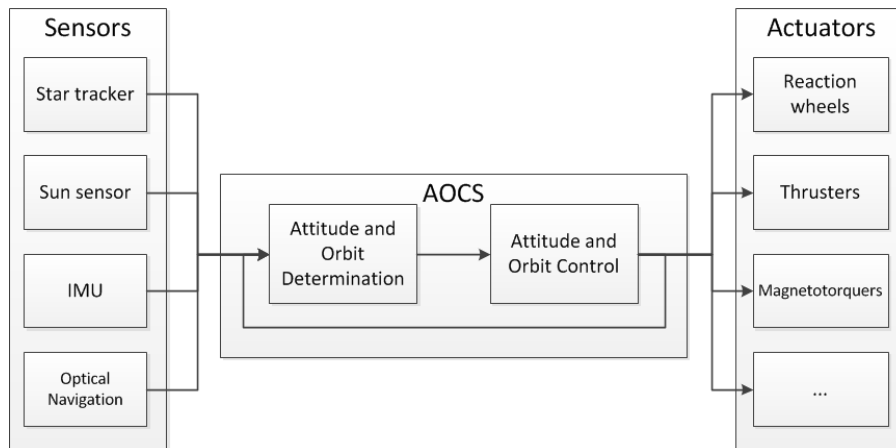 Sensors
Star tracker
Sun sensor
IMU
Optical
Navigation
AOCS
Attitude and
Orbit
Determination
Attitude and
Orbit Control
Actuators
Reaction
wheels
Thrusters
Magnetotorquers
...